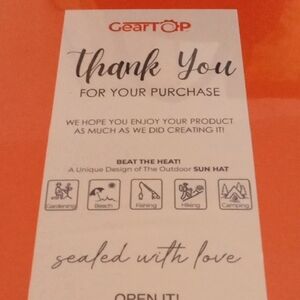 GearTOP
Thank You
FOR YOUR PURCHASE
WE HOPE YOU ENJOY YOUR PRODUCT
AS MUCH AS WE DID CREATING IT!
BEAT THE HEAT!
A Unique Design of The Outdoor SUN HAT
Gardening Beach Fishing Hiking Camping
sealed with love
OPEN IT!